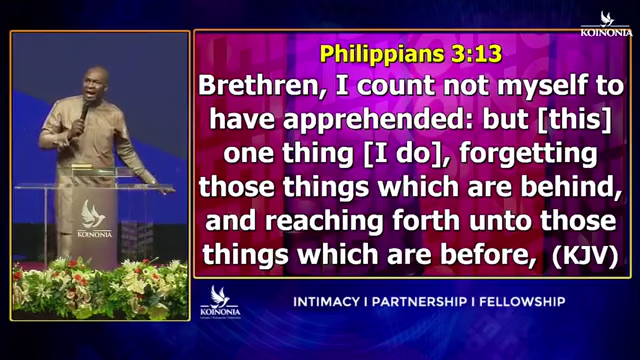 KOINONIA
Philippians 3:13
Brethren, I count not myself to
have apprehended: but [this]
one thing [I do], forgetting
those things which are behind,
and reaching forth unto those
things which are before, (KJV)
KOINONIA
KOINONIA
INTIMACY I PARTNERSHIP I FELLOWSHIP